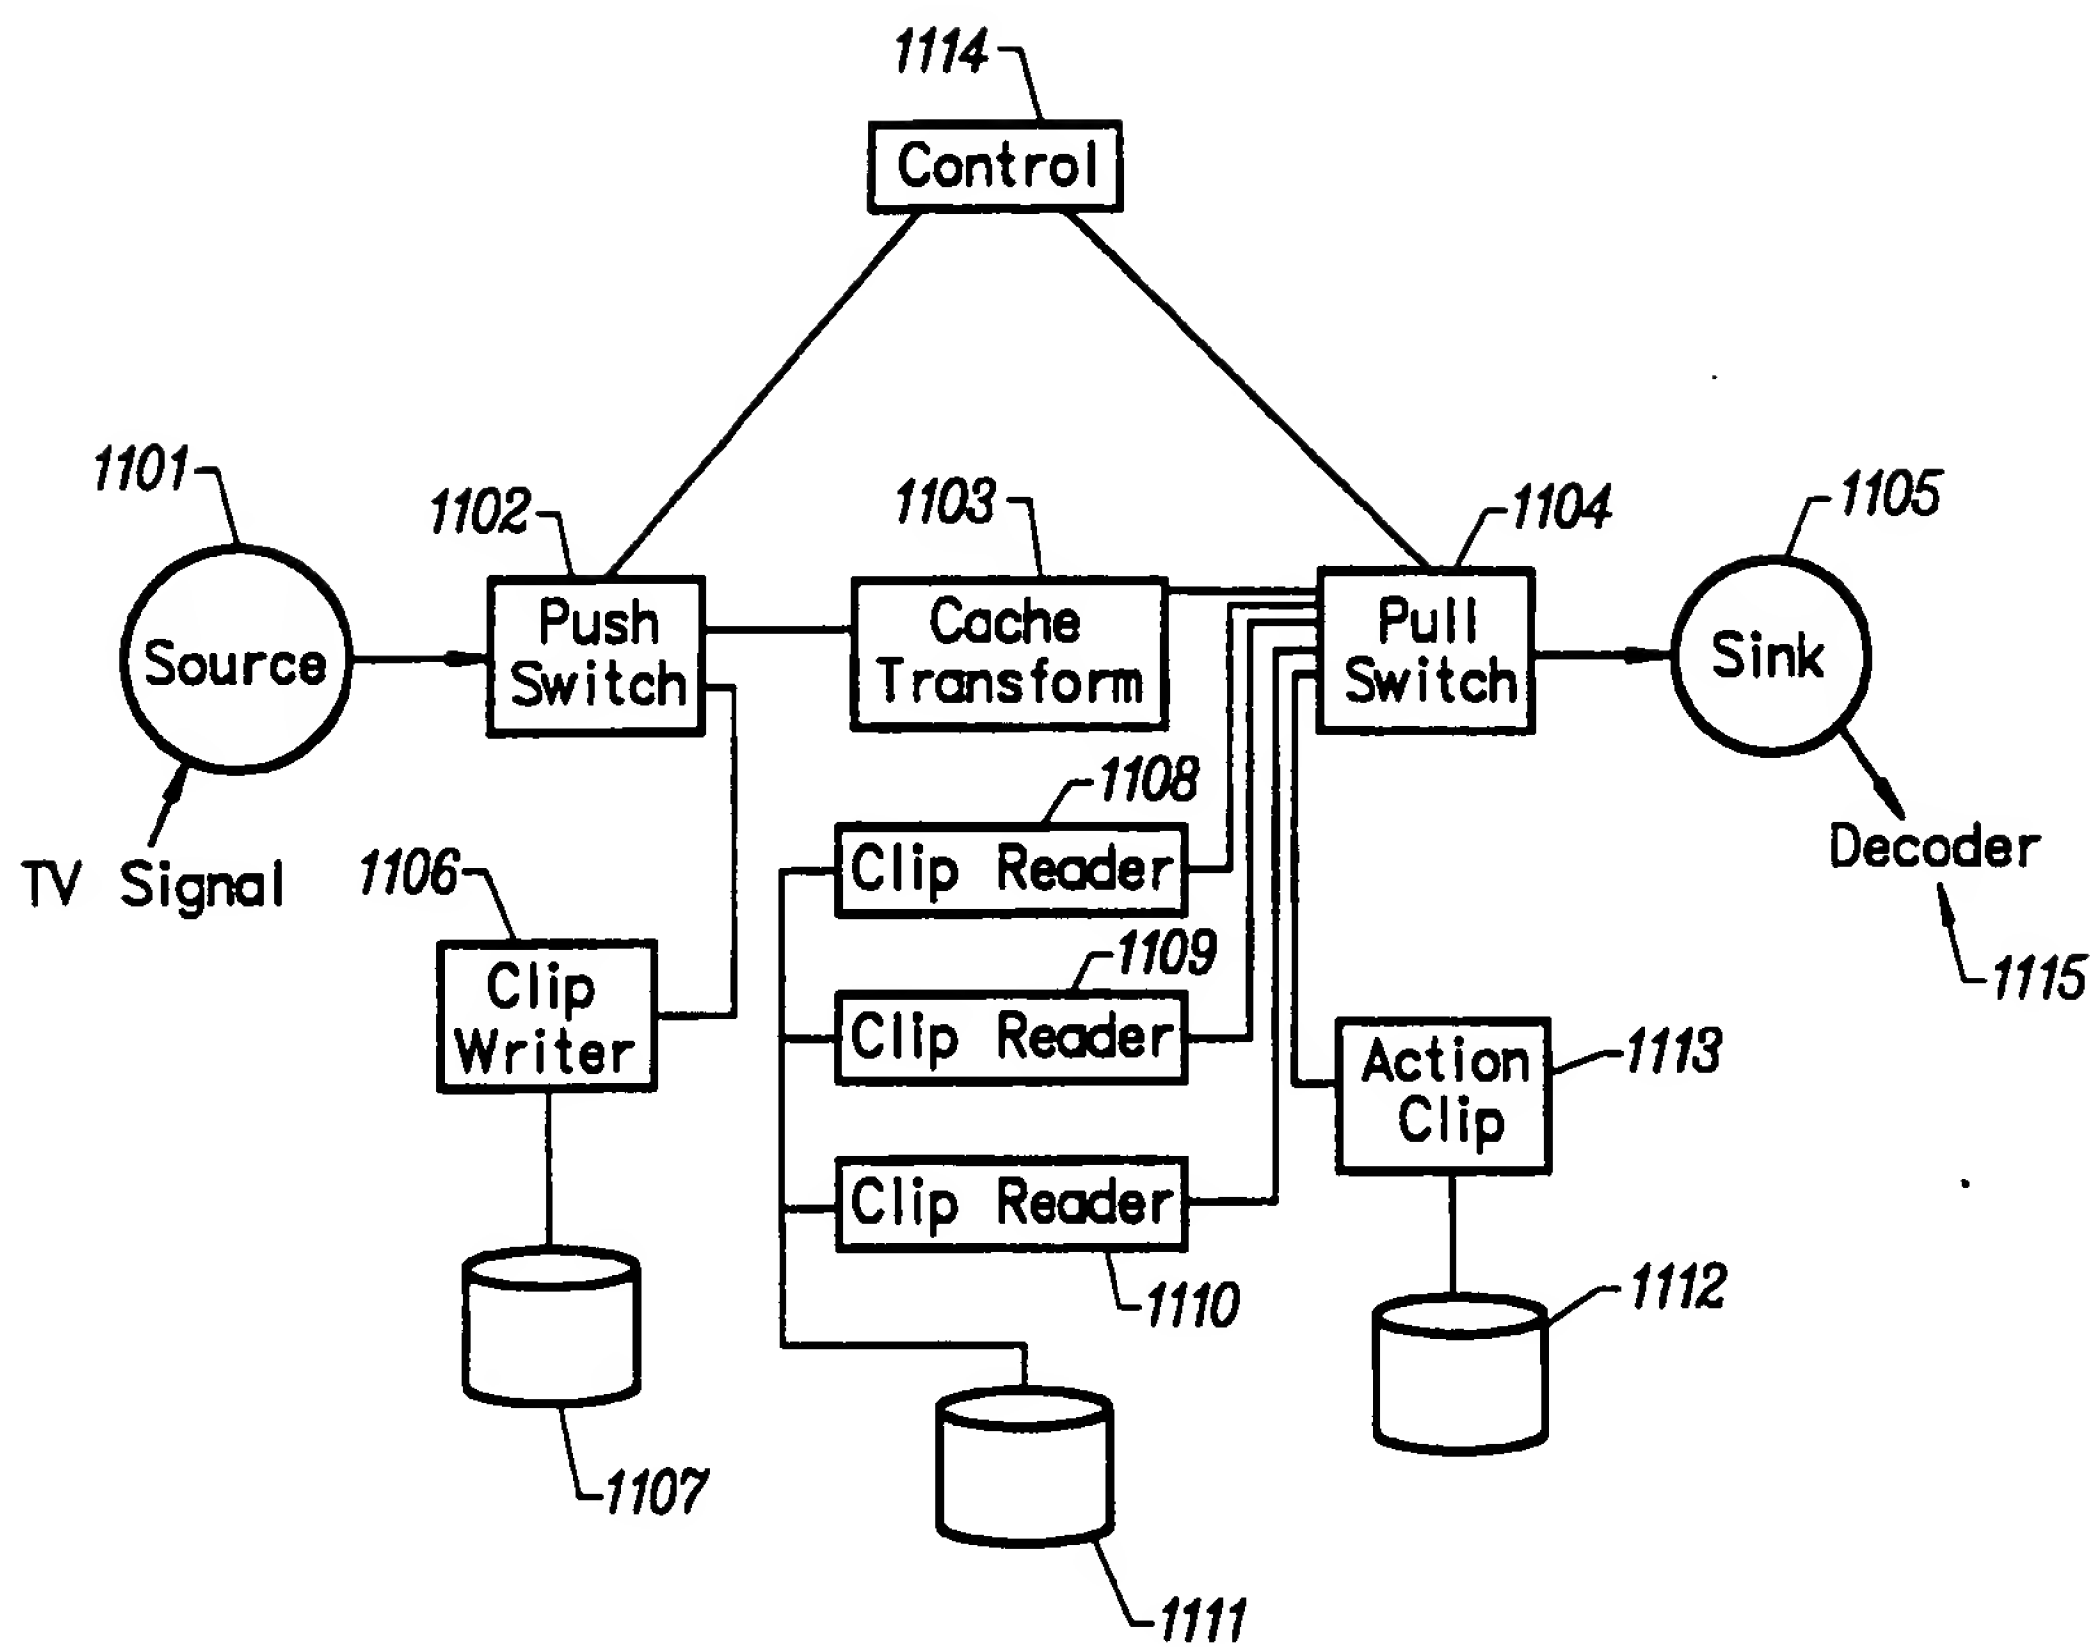 1114
Control
1101
1102
1103
1104
1105
Source
Push
Switch
Cache
Transform
Pull
Switch
Sink
TV Signal
1106
1108
Clip Reader
Decoder
1115
Clip
Writer
1109
Clip Reader
Action
Clip
1113
Clip Reader
1110
1112
1107
1111